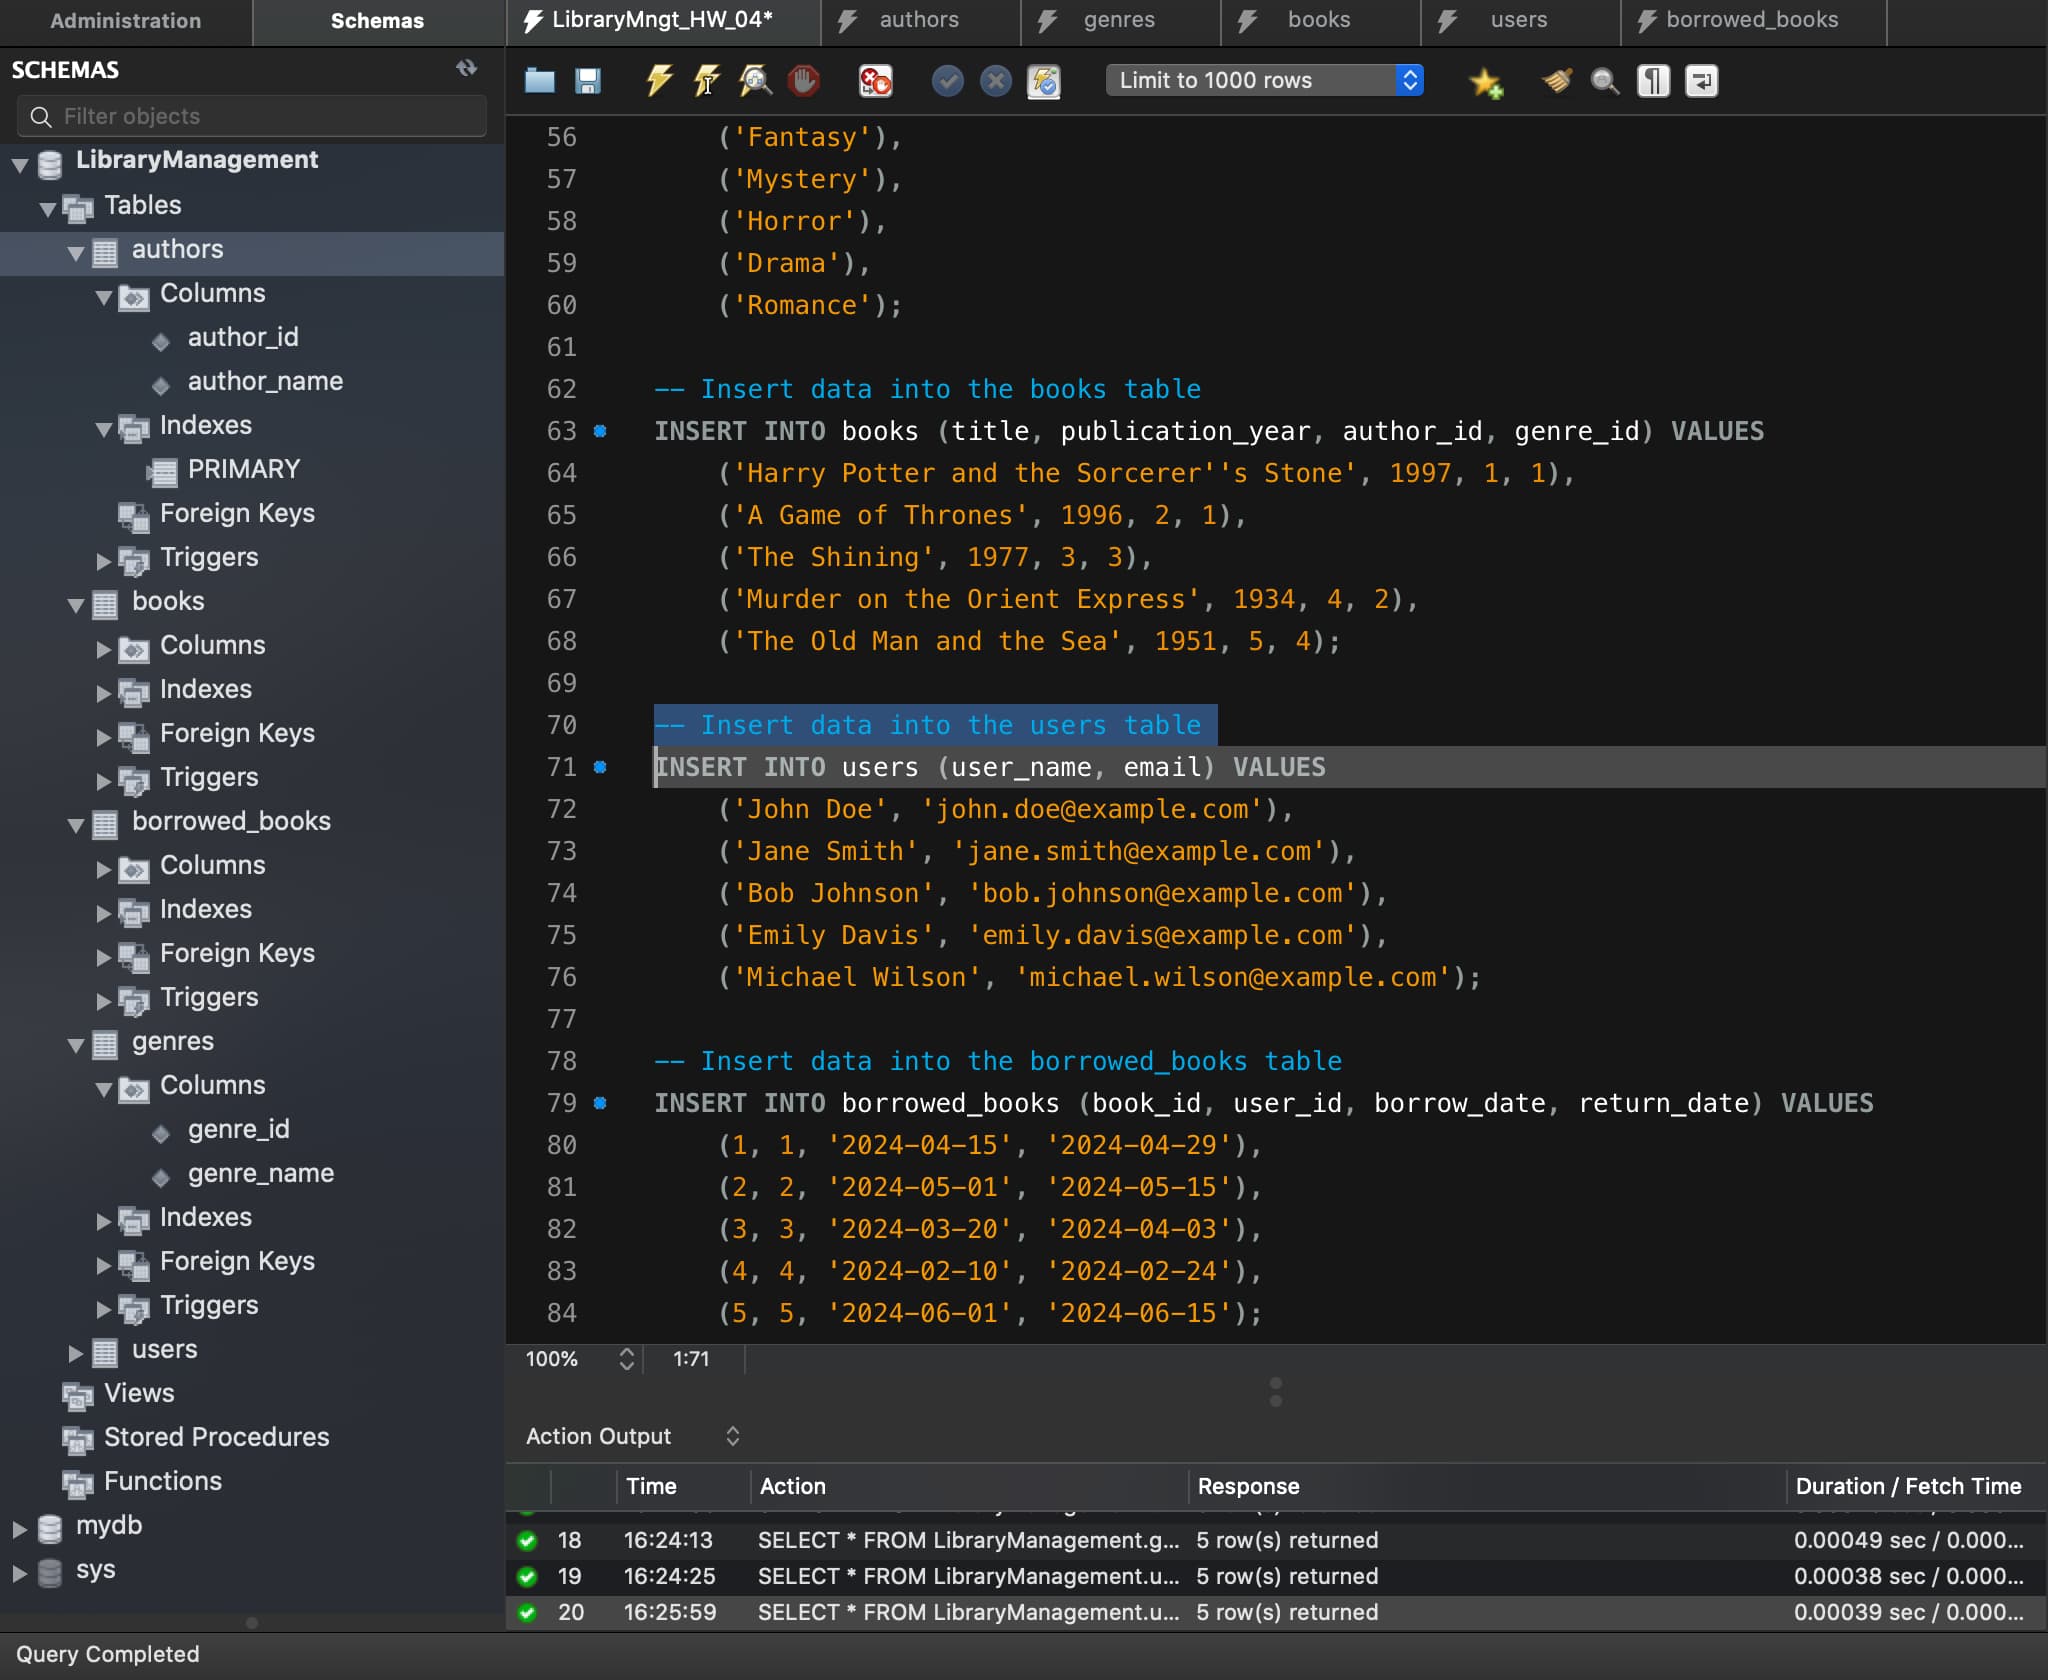 Administration
Schemas
SCHEMAS
Filter objects
LibraryManagement
Tables
authors
Columns
author_id
author_name
Indexes
PRIMARY
Foreign Keys
Triggers
books
Columns
Indexes
Foreign Keys
Triggers
borrowed_books
Columns
Indexes
Foreign Keys
Triggers
genres
Columns
genre_id
genre_name
Indexes
Foreign Keys
Triggers
users
Views
Stored Procedures
Functions
mydb
sys
LibraryMngt_HW_04*
authors
genres
books
users
borrowed_books
Limit to 1000 rows
56 ('Fantasy'),
57 ('Mystery'),
58 ('Horror'),
59 ('Drama'),
60 ('Romance');
61
62 -- Insert data into the books table
63 INSERT INTO books (title, publication_year, author_id, genre_id) VALUES
64 ('Harry Potter and the Sorcerer''s Stone', 1997, 1, 1),
65 ('A Game of Thrones', 1996, 2, 1),
66 ('The Shining', 1977, 3, 3),
67 ('Murder on the Orient Express', 1934, 4, 2),
68 ('The Old Man and the Sea', 1951, 5, 4);
69
70 -- Insert data into the users table
71 INSERT INTO users (user_name, email) VALUES
72 ('John Doe', 'john.doe@example.com'),
73 ('Jane Smith', 'jane.smith@example.com'),
74 ('Bob Johnson', 'bob.johnson@example.com'),
75 ('Emily Davis', 'emily.davis@example.com'),
76 ('Michael Wilson', 'michael.wilson@example.com');
77
78 -- Insert data into the borrowed_books table
79 INSERT INTO borrowed_books (book_id, user_id, borrow_date, return_date) VALUES
80 (1, 1, '2024-04-15', '2024-04-29'),
81 (2, 2, '2024-05-01', '2024-05-15'),
82 (3, 3, '2024-03-20', '2024-04-03'),
83 (4, 4, '2024-02-10', '2024-02-24'),
84 (5, 5, '2024-06-01', '2024-06-15');
100% 1:71
Action Output
Time Action Response Duration / Fetch Time
18 16:24:13 SELECT * FROM LibraryManagement.g... 5 row(s) returned 0.00049 sec / 0.000...
19 16:24:25 SELECT * FROM LibraryManagement.u... 5 row(s) returned 0.00038 sec / 0.000...
20 16:25:59 SELECT * FROM LibraryManagement.u... 5 row(s) returned 0.00039 sec / 0.000...
Query Completed